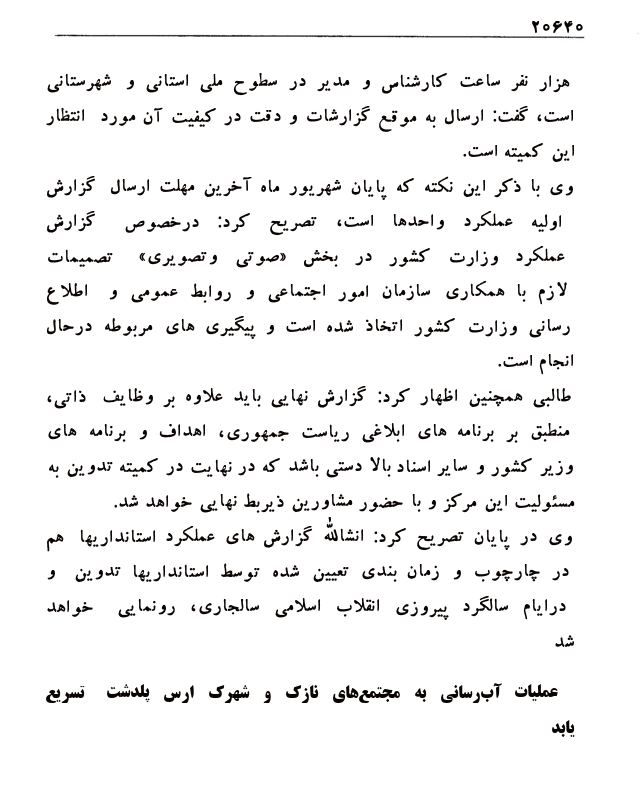 ۲۰۶۴۰
هزار نفر ساعت کارشناس و مدیر در سطوح ملی استانی و شهرستانی
است، گفت: ارسال به موقع گزارشات و دقت در کیفیت آن مورد انتظار
این کمیته است.
وی با ذکر این نکته که پایان شهریور ماه آخرین مهلت ارسال گزارش
اولیه عملکرد واحدها است، تصریح کرد: درخصوص گزارش
عملکرد وزارت کشور در بخش «صوتی وتصویری» تصمیمات
لازم با همکاری سازمان امور اجتماعی و روابط عمومی و اطلاع
رسانی وزارت کشور اتخاذ شده است و پیگیری های مربوطه درحال
انجام است.
طالبی همچنین اظهار کرد: گزارش نهایی باید علاوه بر وظایف ذاتی،
منطبق بر برنامه های ابلاغی ریاست جمهوری، اهداف و برنامه های
وزیر کشور و سایر اسناد بالا دستی باشد که در نهایت در کمیته تدوین به
مسئولیت این مرکز و با حضور مشاورین ذیربط نهایی خواهد شد.
وی در پایان تصریح کرد: انشالله گزارش های عملکرد استانداریها هم
در چارچوب و زمان بندی تعیین شده توسط استانداریها تدوین و
درایام سالگرد پیروزی انقلاب اسلامی سالجاری، رونمایی خواهد
شد
عملیات آب‌رسانی به مجتمع‌های نازک و شهرک ارس پلدشت تسریع
یابد